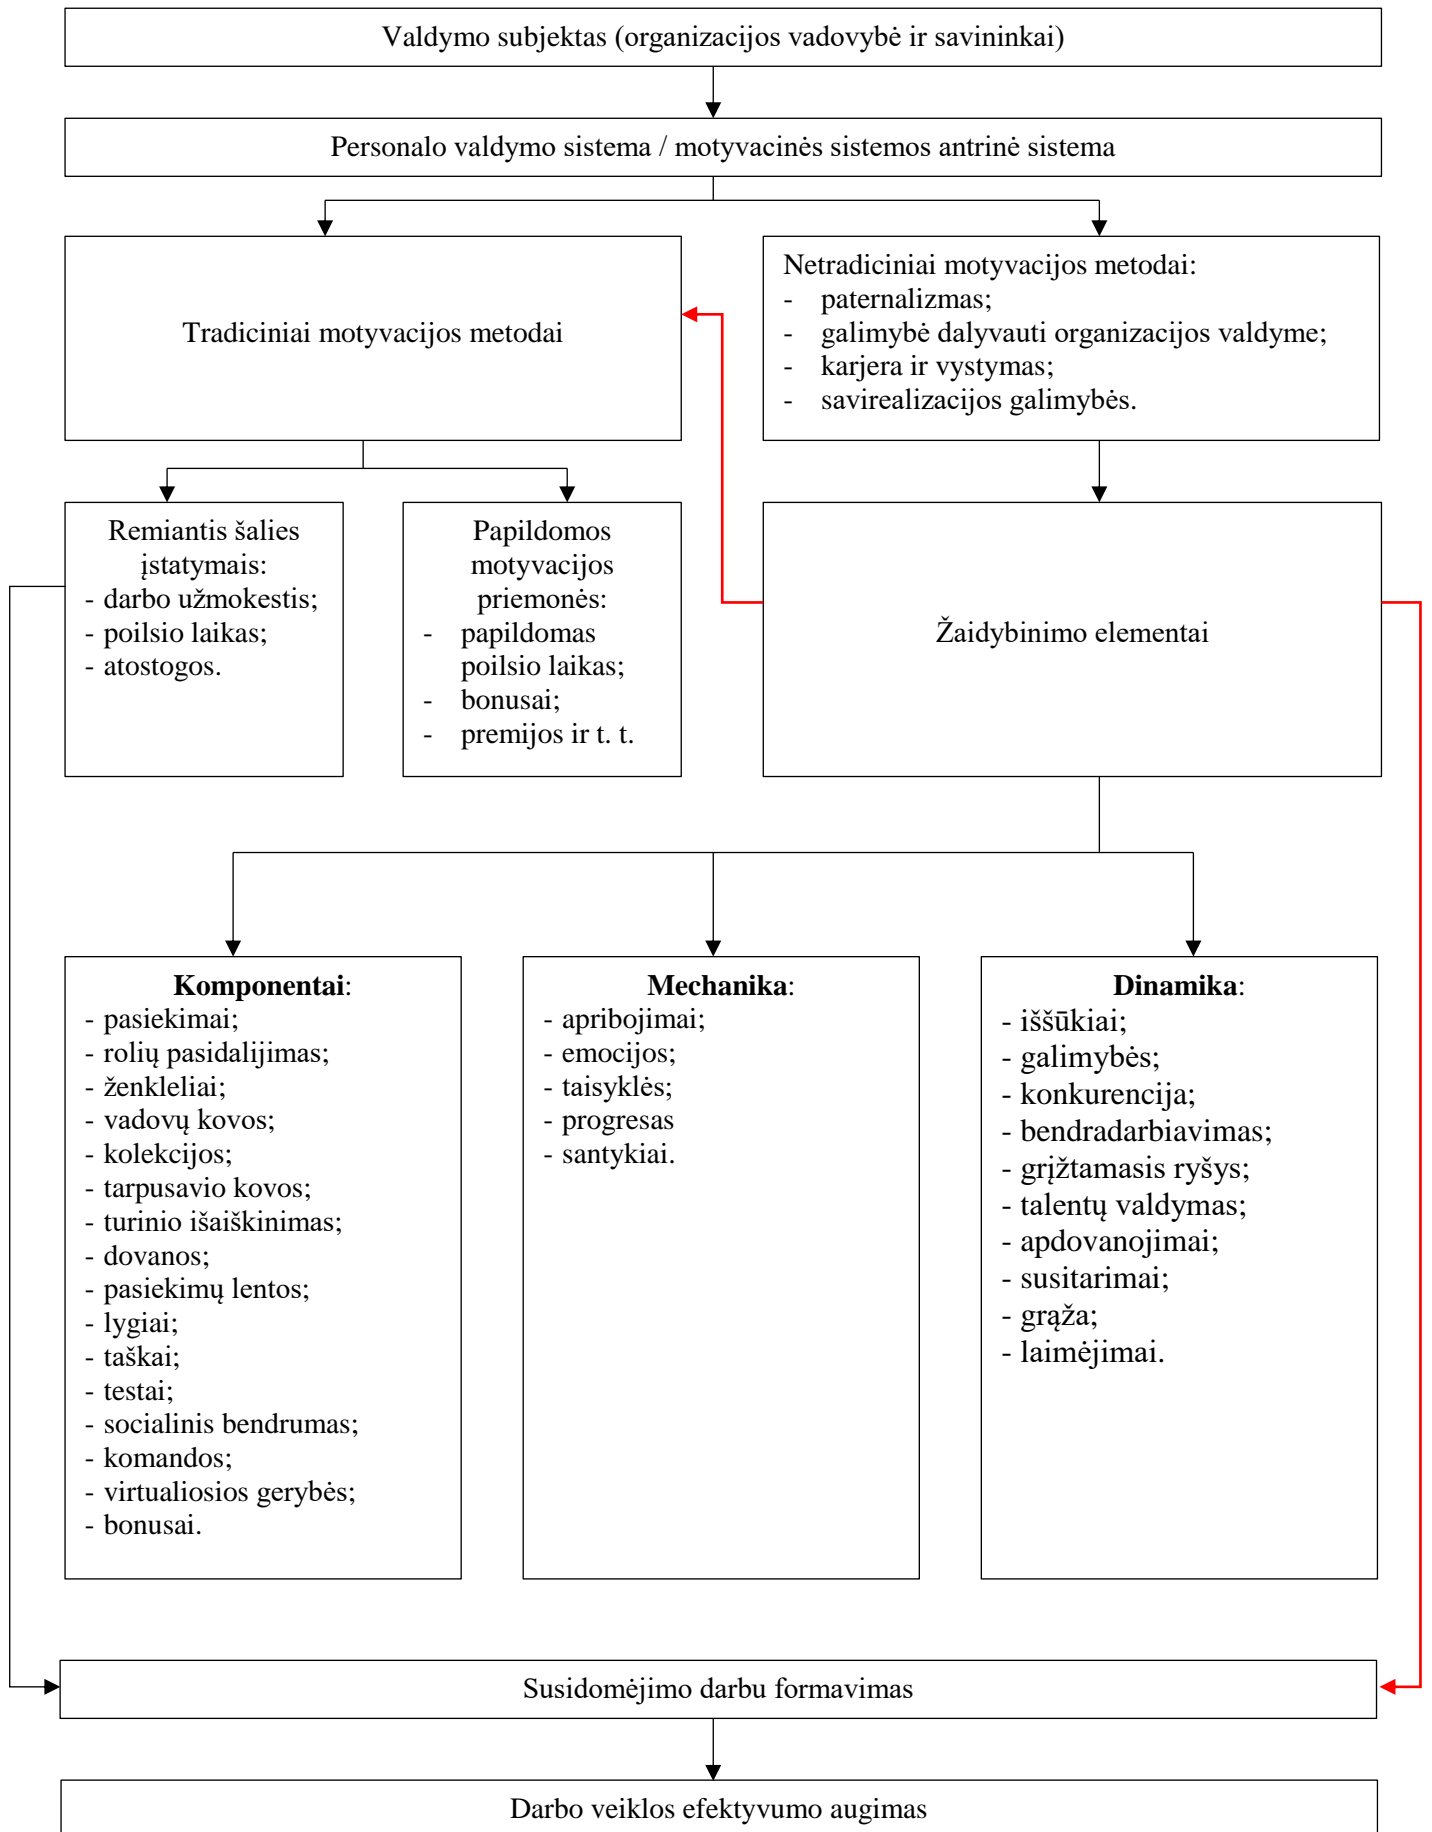 Valdymo subjektas (organizacijos vadovybė ir savininkai)
Personalo valdymo sistema / motyvacinės sistemos antrinė sistema
Tradiciniai motyvacijos metodai
Netradiciniai motyvacijos metodai:
- paternalizmas;
- galimybė dalyvauti organizacijos valdyme;
- karjera ir vystymas;
- savirealizacijos galimybės.
Remiantis šalies
įstatymais:
- darbo užmokestis;
- poilsio laikas;
- atostogos.
Papildomos
motyvacijos
priemonės:
- papildomas
poilsio laikas;
- bonusai;
- premijos ir t. t.
Žaidybinimo elementai
Komponentai:
- pasiekimai;
- rolių pasidalijimas;
- ženkleliai;
- vadovų kovos;
- kolekcijos;
- tarpusavio kovos;
- turinio išaiškinimas;
- dovanos;
- pasiekimų lentos;
- lygiai;
- taškai;
- testai;
- socialinis bendrumas;
- komandos;
- virtualiosios gerybės;
- bonusai.
Mechanika:
- apribojimai;
- emocijos;
- taisyklės;
- progresas
- santykiai.
Dinamika:
- iššūkiai;
- galimybės;
- konkurencija;
- bendradarbiavimas;
- grįžtamasis ryšys;
- talentų valdymas;
- apdovanojimai;
- susitarimai;
- grąža;
- laimėjimai.
Susidomėjimo darbu formavimas
Darbo veiklos efektyvumo augimas